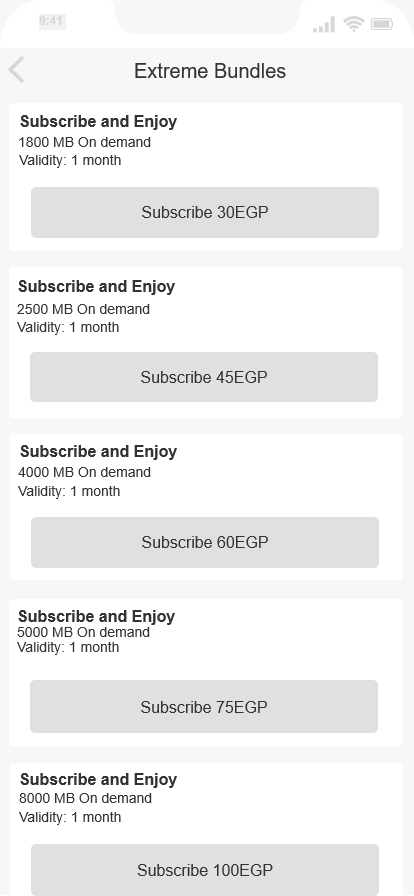 9:41
Extreme Bundles
Subscribe and Enjoy
1800 MB On demand
Validity: 1 month
Subscribe 30EGP
Subscribe and Enjoy
2500 MB On demand
Validity: 1 month
Subscribe 45EGP
Subscribe and Enjoy
4000 MB On demand
Validity: 1 month
Subscribe 60EGP
Subscribe and Enjoy
5000 MB On demand
Validity: 1 month
Subscribe 75EGP
Subscribe and Enjoy
8000 MB On demand
Validity: 1 month
Subscribe 100EGP